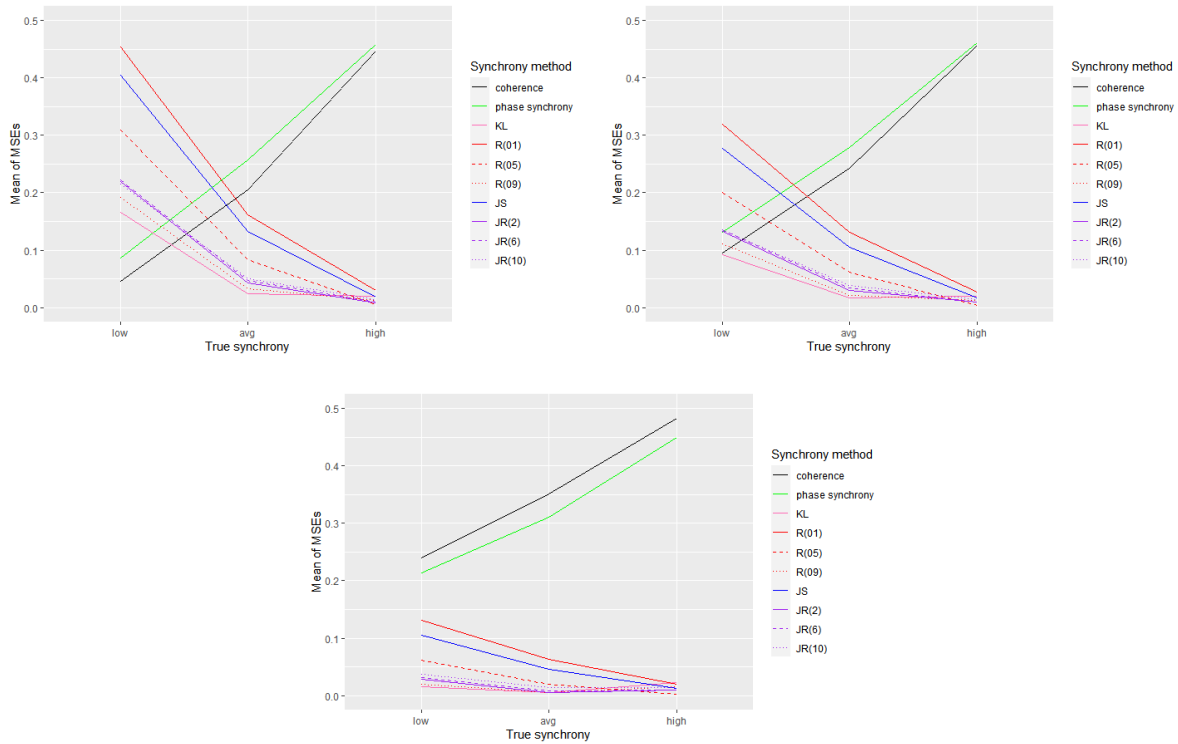 0.5
0.4
0.3
0.2
0.1
0.0
Mean of MSEs
low avg high
True synchrony
Synchrony method
coherence
phase synchrony
KL
R(01)
R(05)
R(09)
JS
JR(2)
JR(6)
JR(10)
0.5
0.4
0.3
0.2
0.1
0.0
Mean of MSEs
low avg high
True synchrony
Synchrony method
coherence
phase synchrony
KL
R(01)
R(05)
R(09)
JS
JR(2)
JR(6)
JR(10)
0.5
0.4
0.3
0.2
0.1
0.0
Mean of MSEs
low avg high
True synchrony
Synchrony method
coherence
phase synchrony
KL
R(01)
R(05)
R(09)
JS
JR(2)
JR(6)
JR(10)